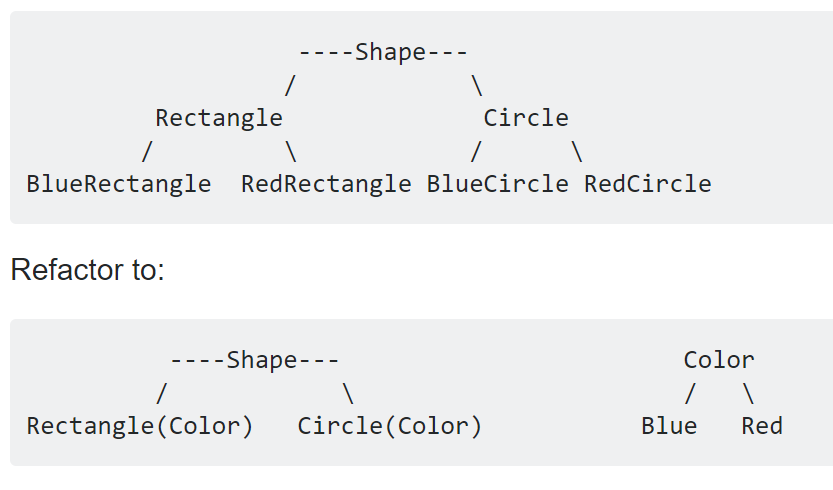 ----Shape---
/ \
Rectangle Circle
/ \ / \
BlueRectangle RedRectangle BlueCircle RedCircle
Refactor to:
----Shape--- Color
/ \ / \
Rectangle(Color) Circle(Color) Blue Red